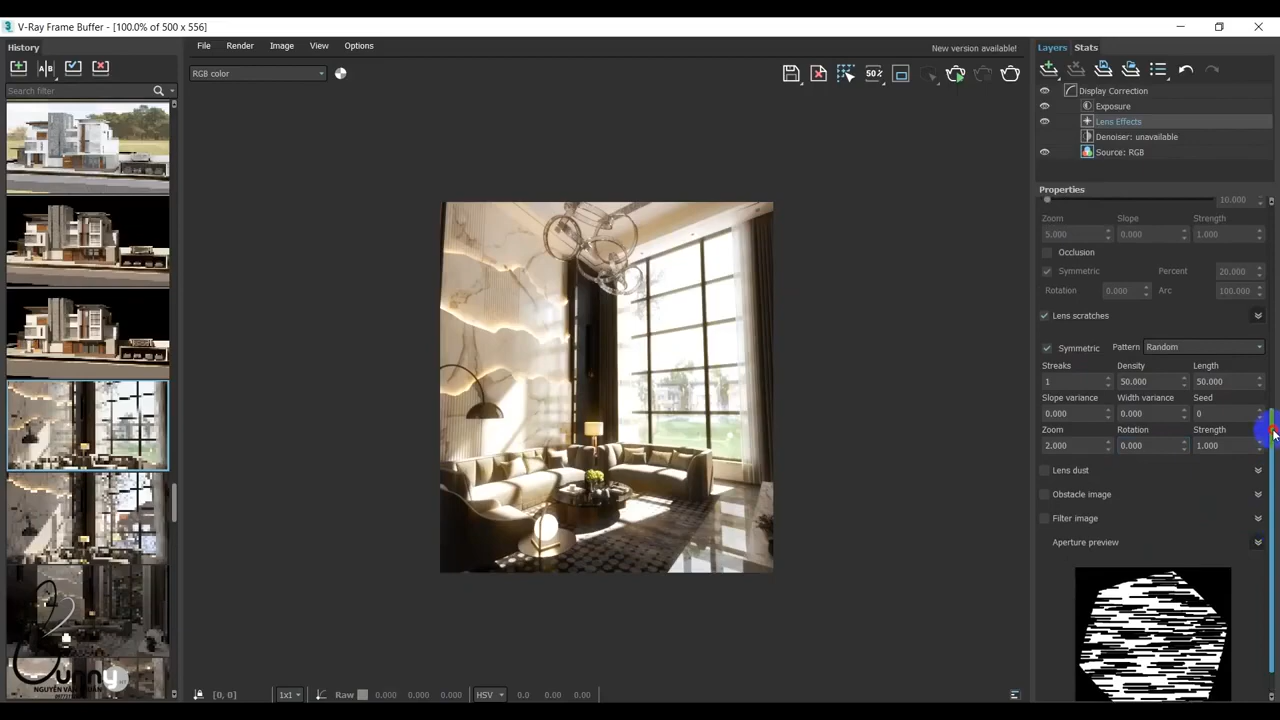 V-Ray Frame Buffer - [100.0% of 500 x 556]
History
File Render Image View Options
New version available!
Layers Stats
RGB color
50%
Search filter
Display Correction
Exposure
Lens Effects
Denoiser: unavailable
Source: RGB
Properties
10.000
Zoom Slope Strength
5.000 0.000 1.000
Occlusion
Symmetric Percent 20.000
Rotation 0.000 Arc 100.000
Lens scratches
Symmetric Pattern Random
Streaks Density Length
1 50.000 50.000
Slope variance Width variance Seed
0.000 0.000 0
Zoom Rotation Strength
2.000 0.000 1.000
Lens dust
Obstacle image
Filter image
Aperture preview
unny
[0, 0] 1x1 Raw 0.000 0.000 0.000 HSV 0.0 0.00 0.00